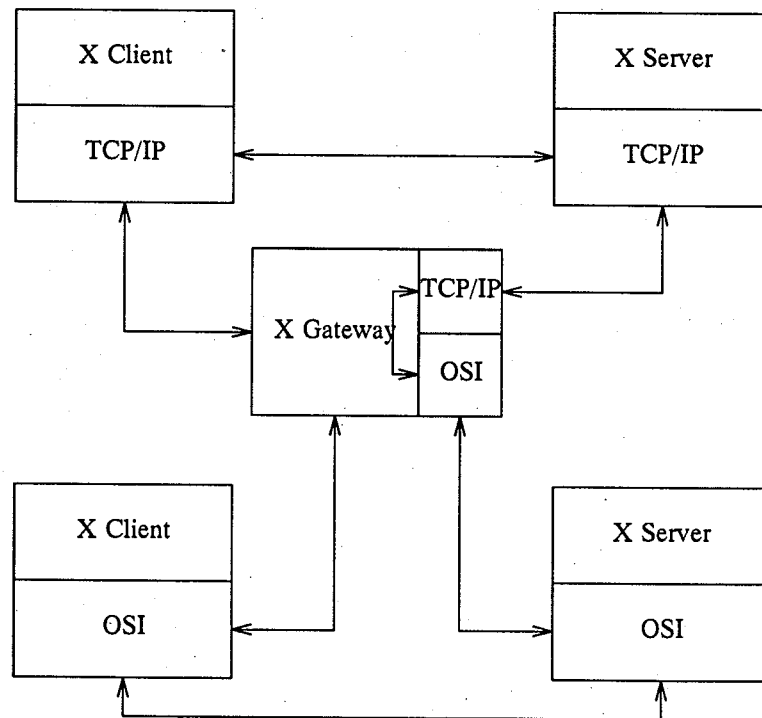 X Client
X Server
TCP/IP
TCP/IP
TCP/IP
X Gateway
OSI
X Client
X Server
OSI
OSI